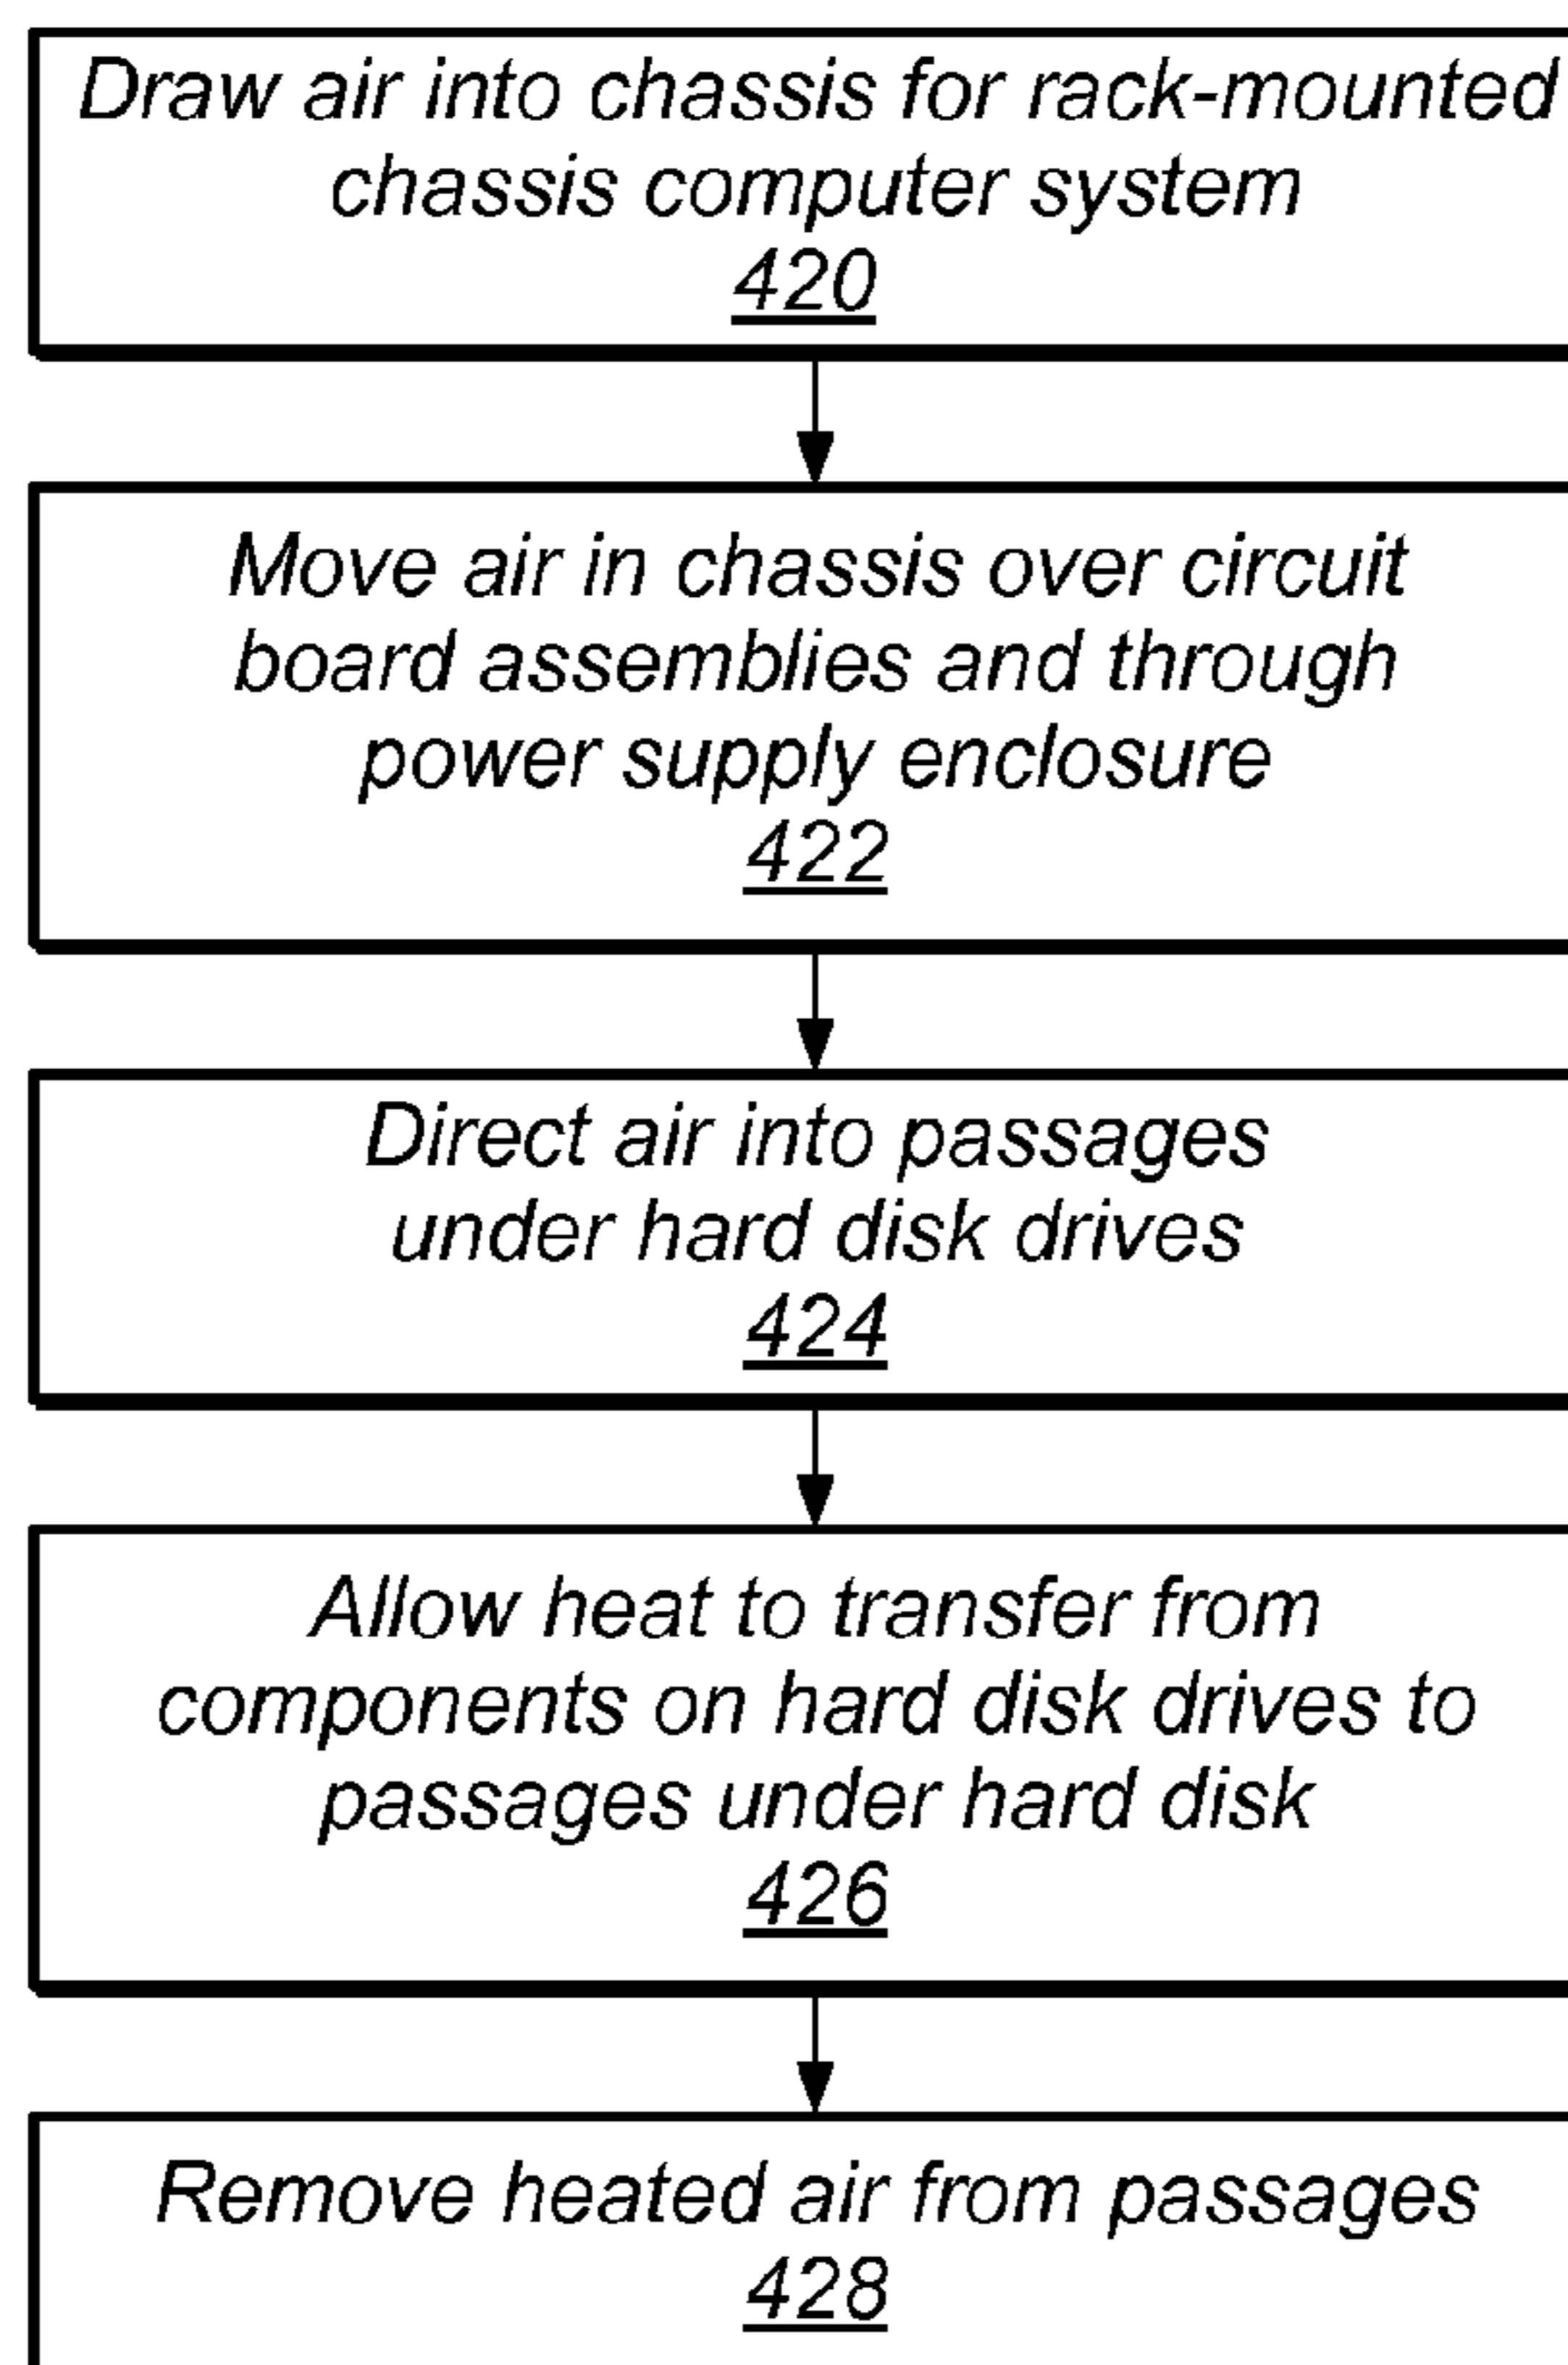 Draw air into chassis for rack-mounted
chassis computer system
420
Move air in chassis over circuit
board assemblies and through
power supply enclosure
422
Direct air into passages
under hard disk drives
424
Allow heat to transfer from
components on hard disk drives to
passages under hard disk
426
Remove heated air from passages
428